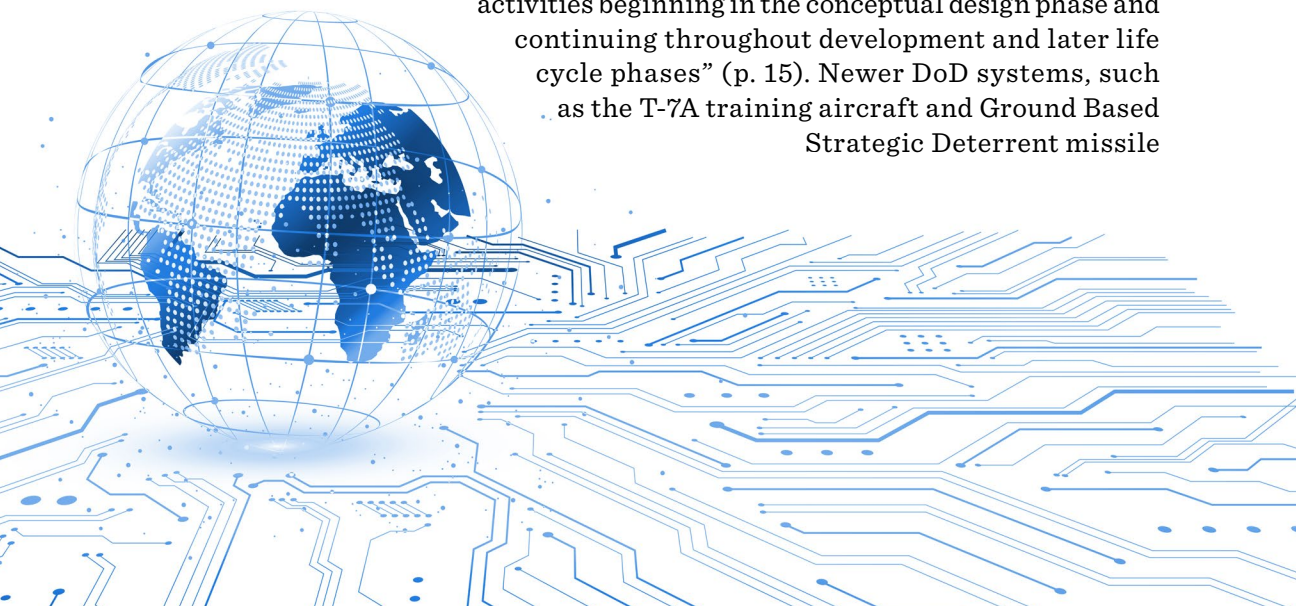 activities beginning in the conceptual design phase and
continuing throughout development and later life
cycle phases” (p. 15). Newer DoD systems, such
as the T-7A training aircraft and Ground Based
Strategic Deterrent missile